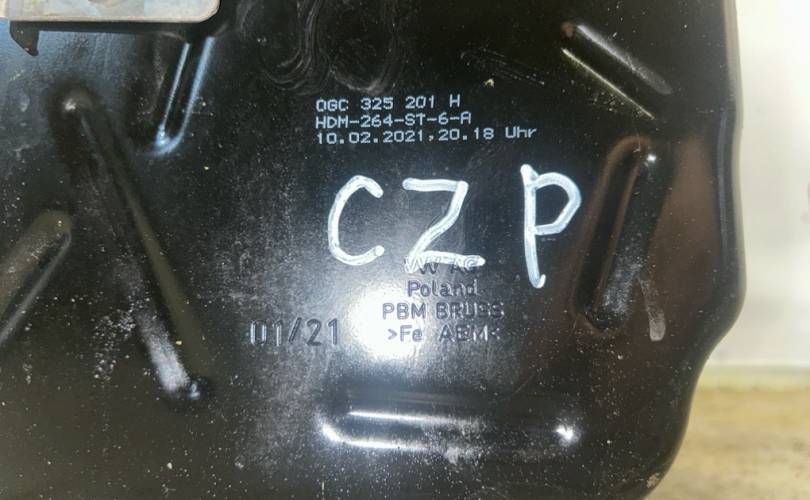 0GC 325 201 H
HDM-264-ST-6-A
10.02.2021,20.18 Uhr
CZP
VW AG
Poland
PBM BRUSS
01/21 >Fe AEM<